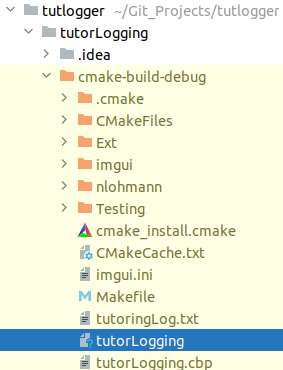 tutlogger ~/Git_Projects/tutlogger
tutorLogging
.idea
cmake-build-debug
.cmake
CMakeFiles
Ext
imgui
nlohmann
Testing
cmake_install.cmake
CMakeCache.txt
imgui.ini
Makefile
tutoringLog.txt
tutorLogging
tutorLogging.cbp